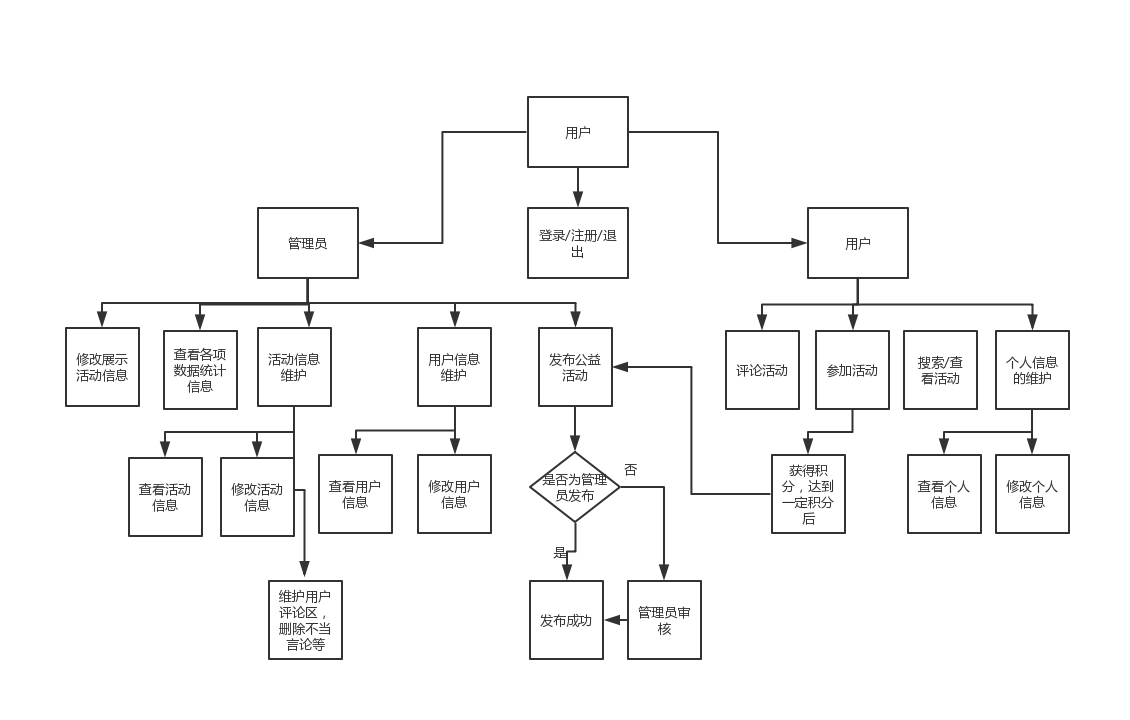 用户
管理员
登录/注册/退
出
用户
修改展示
活动信息
查看各项
数据统计
信息
活动信息
维护
用户信息
维护
发布公益
活动
评论活动
参加活动
搜索/查
看活动
个人信息
的维护
查看活动
信息
修改活动
信息
查看用户
信息
修改用户
信息
是否为管理
员发布
否
获得积
分，达到
一定积分
后
查看个人
信息
修改个人
信息
是
维护用户
评论区，
删除不当
言论等
发布成功
管理员审
核